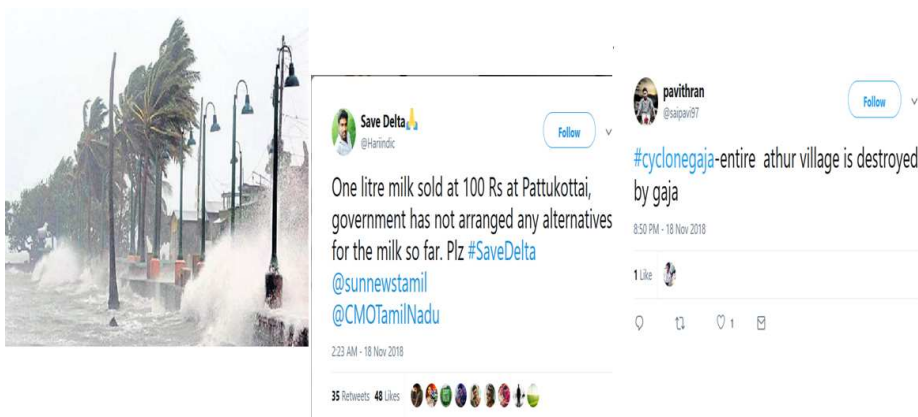 Save Delta🙏
@Hariindic
Follow
One litre milk sold at 100 Rs at Pattukottai,
government has not arranged any alternatives
for the milk so far. Plz #SaveDelta
@sunnewstamil
@CMOTamilNadu
2:23 AM - 18 Nov 2018
35 Retweets 48 Likes
pavithran
@saipavi97
Follow
#cyclonegaja-entire athur village is destroyed
by gaja
8:50 PM - 18 Nov 2018
1 Like
1